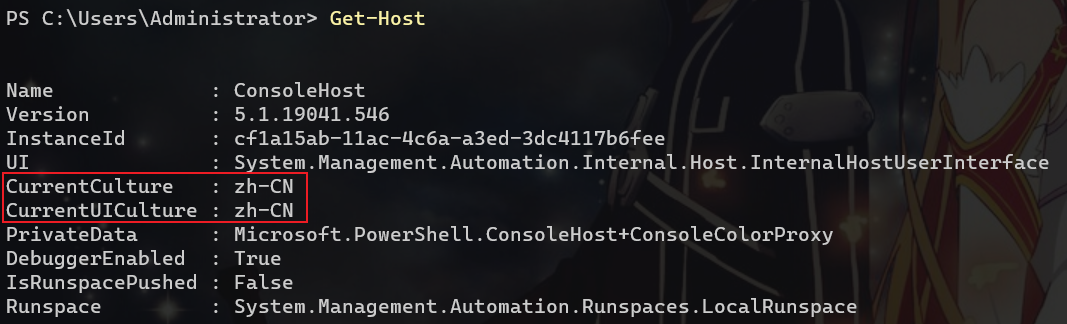 PS C:\Users\Administrator> Get-Host
Name : ConsoleHost
Version : 5.1.19041.546
InstanceId : cf1a15ab-11ac-4c6a-a3ed-3dc4117b6fee
UI : System.Management.Automation.Internal.Host.InternalHostUserInterface
CurrentCulture : zh-CN
CurrentUICulture : zh-CN
PrivateData : Microsoft.PowerShell.ConsoleHost+ConsoleColorProxy
DebuggerEnabled : True
IsRunspacePushed : False
Runspace : System.Management.Automation.Runspaces.LocalRunspace